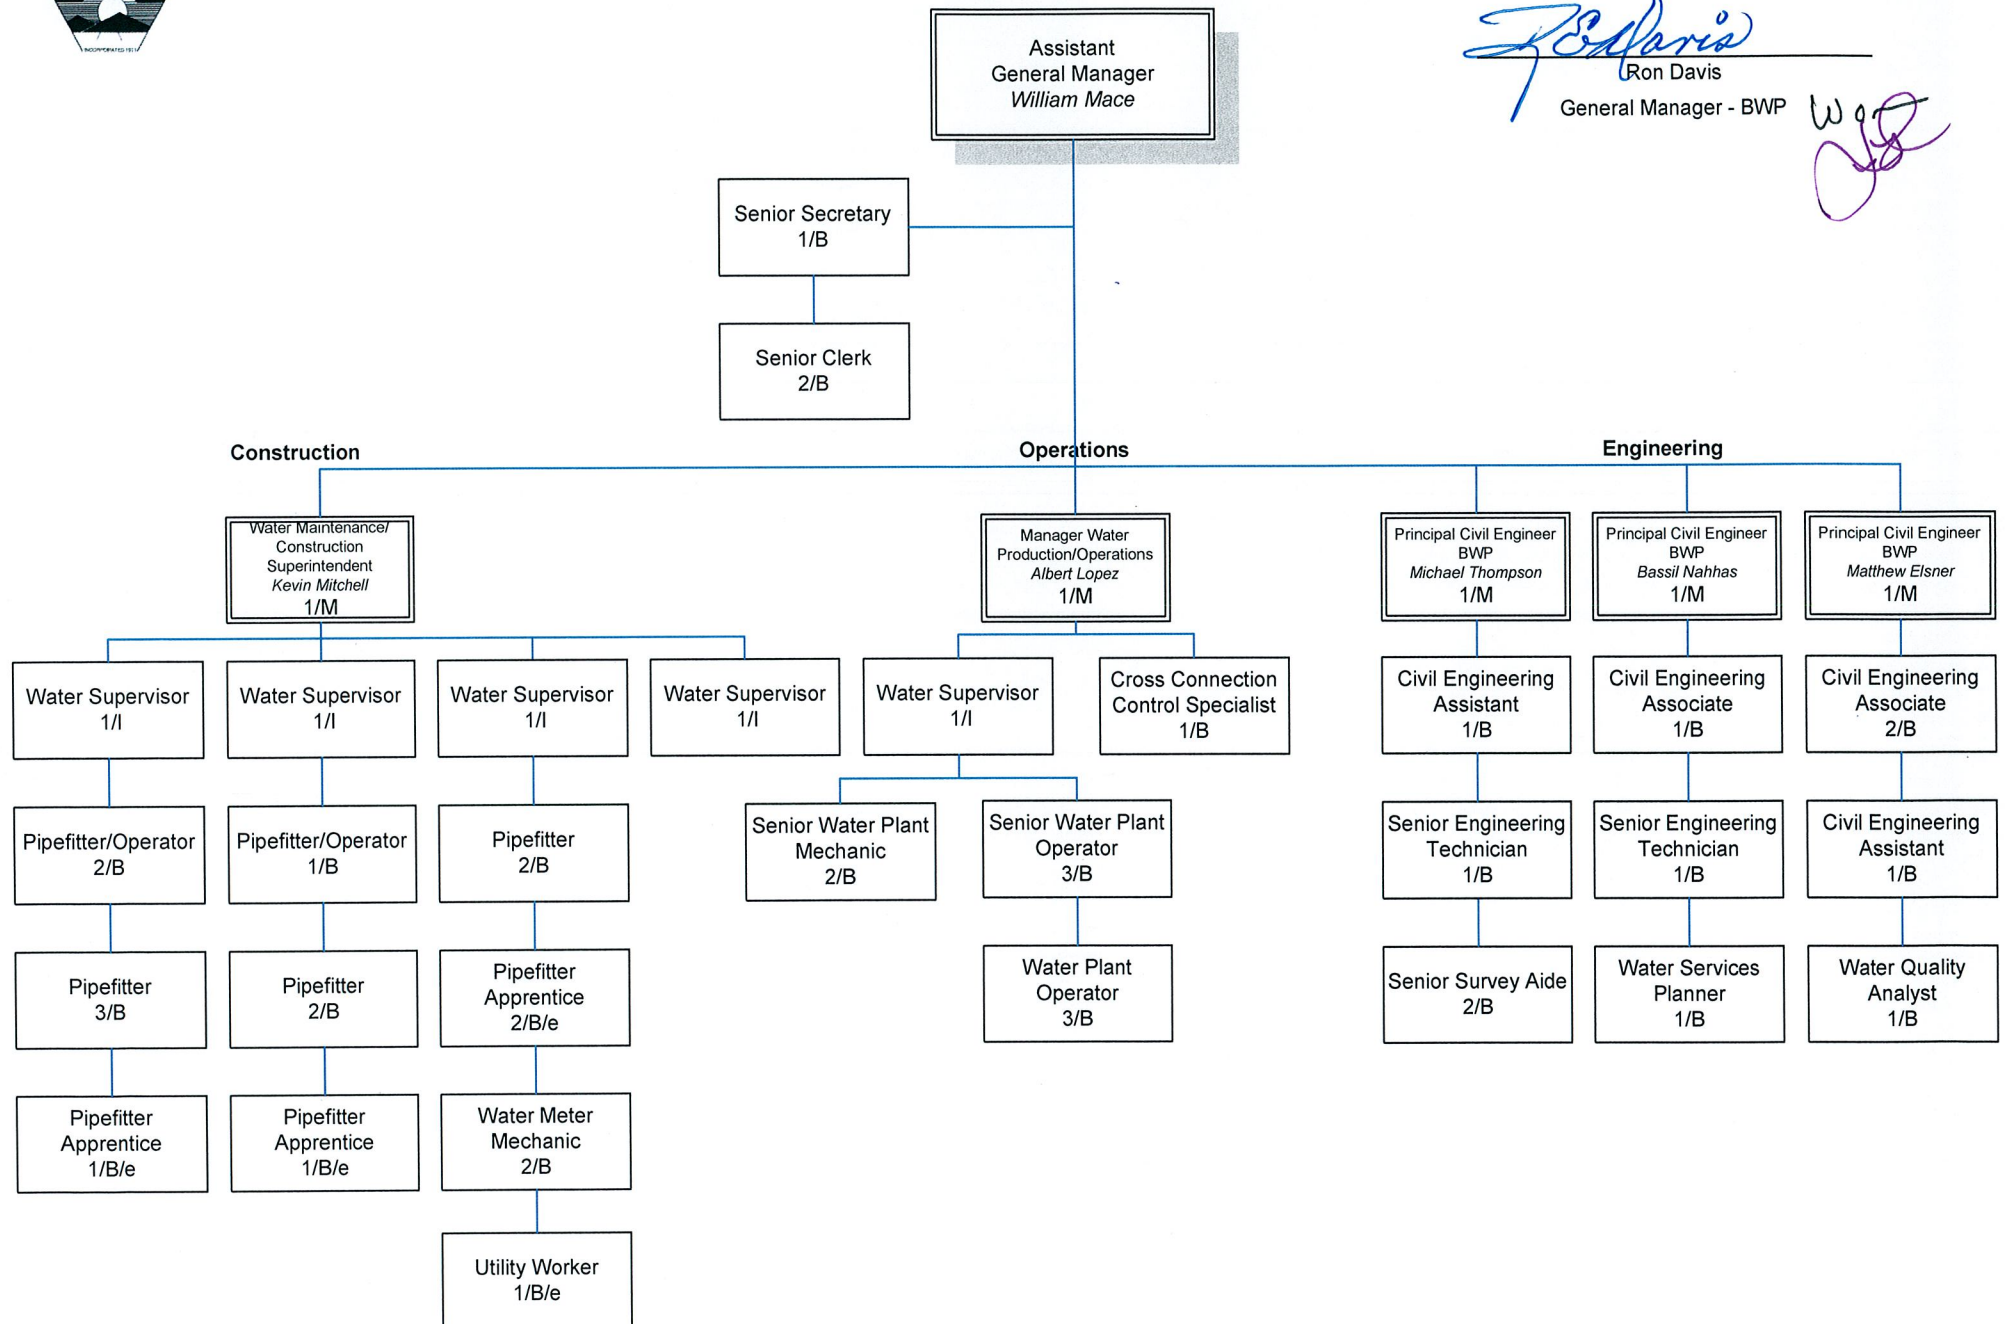 INCORPORATED 1911
Assistant
General Manager
William Mace
R E Davis
Ron Davis
General Manager - BWP
Senior Secretary
1/B
Senior Clerk
2/B
Construction
Operations
Engineering
Water Maintenance/
Construction
Superintendent
Kevin Mitchell
1/M
Manager Water
Production/Operations
Albert Lopez
1/M
Principal Civil Engineer
BWP
Michael Thompson
1/M
Principal Civil Engineer
BWP
Bassil Nahhas
1/M
Principal Civil Engineer
BWP
Matthew Elsner
1/M
Water Supervisor
1/I
Water Supervisor
1/I
Water Supervisor
1/I
Water Supervisor
1/I
Water Supervisor
1/I
Cross Connection
Control Specialist
1/B
Civil Engineering
Assistant
1/B
Civil Engineering
Associate
1/B
Civil Engineering
Associate
2/B
Pipefitter/Operator
2/B
Pipefitter/Operator
1/B
Pipefitter
2/B
Senior Water Plant
Mechanic
2/B
Senior Water Plant
Operator
3/B
Senior Engineering
Technician
1/B
Senior Engineering
Technician
1/B
Civil Engineering
Assistant
1/B
Pipefitter
3/B
Pipefitter
2/B
Pipefitter
Apprentice
2/B/e
Water Plant
Operator
3/B
Senior Survey Aide
2/B
Water Services
Planner
1/B
Water Quality
Analyst
1/B
Pipefitter
Apprentice
1/B/e
Pipefitter
Apprentice
1/B/e
Water Meter
Mechanic
2/B
Utility Worker
1/B/e